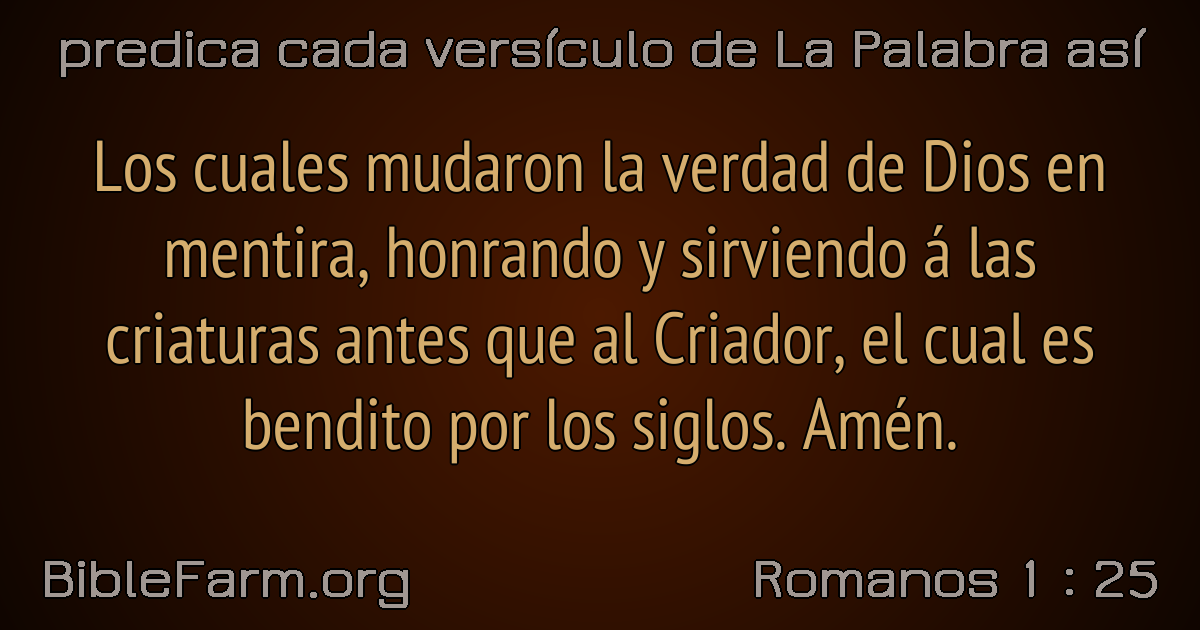 predica cada versículo de La Palabra así
Los cuales mudaron la verdad de Dios en
mentira, honrando y sirviendo á las
criaturas antes que al Criador, el cual es
bendito por los siglos. Amén.
BibleFarm.org
Romanos 1 : 25